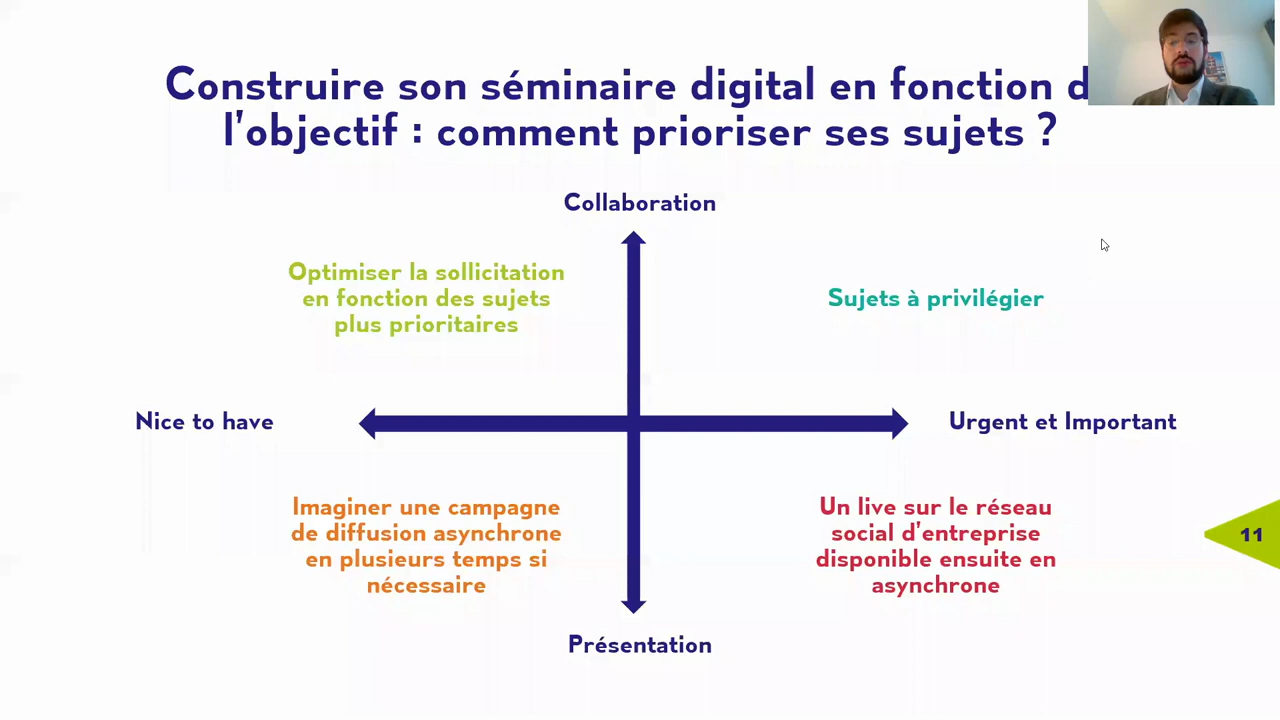 Construire son séminaire digital en fonction d
l'objectif : comment prioriser ses sujets ?
Collaboration
Optimiser la sollicitation
en fonction des sujets
plus prioritaires
Sujets à privilégier
Nice to have
Urgent et Important
Imaginer une campagne
de diffusion asynchrone
en plusieurs temps si
nécessaire
Un live sur le réseau
social d'entreprise
disponible ensuite en
asynchrone
11
Présentation